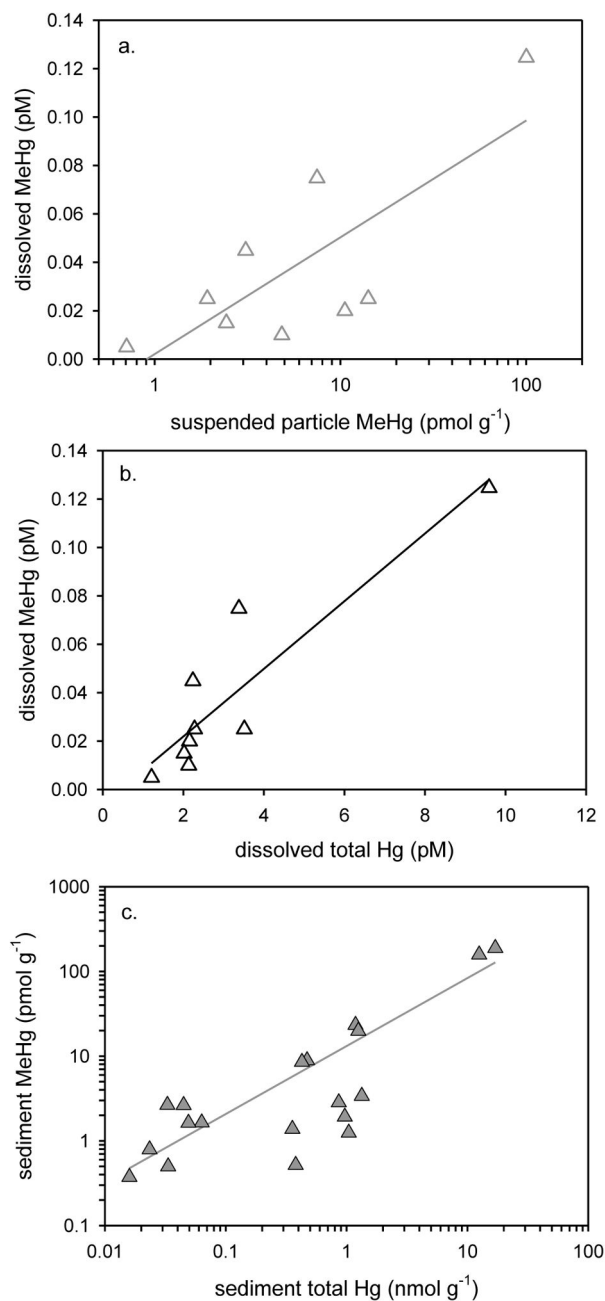 a.
0.14
0.12
0.10
0.08
0.06
0.04
0.02
0.00
dissolved MeHg (pM)
1 10 100
suspended particle MeHg (pmol g⁻¹)
b.
0.14
0.12
0.10
0.08
0.06
0.04
0.02
0.00
dissolved MeHg (pM)
0 2 4 6 8 10 12
dissolved total Hg (pM)
c.
1000
100
10
1
0.1
sediment MeHg (pmol g⁻¹)
0.01 0.1 1 10 100
sediment total Hg (nmol g⁻¹)